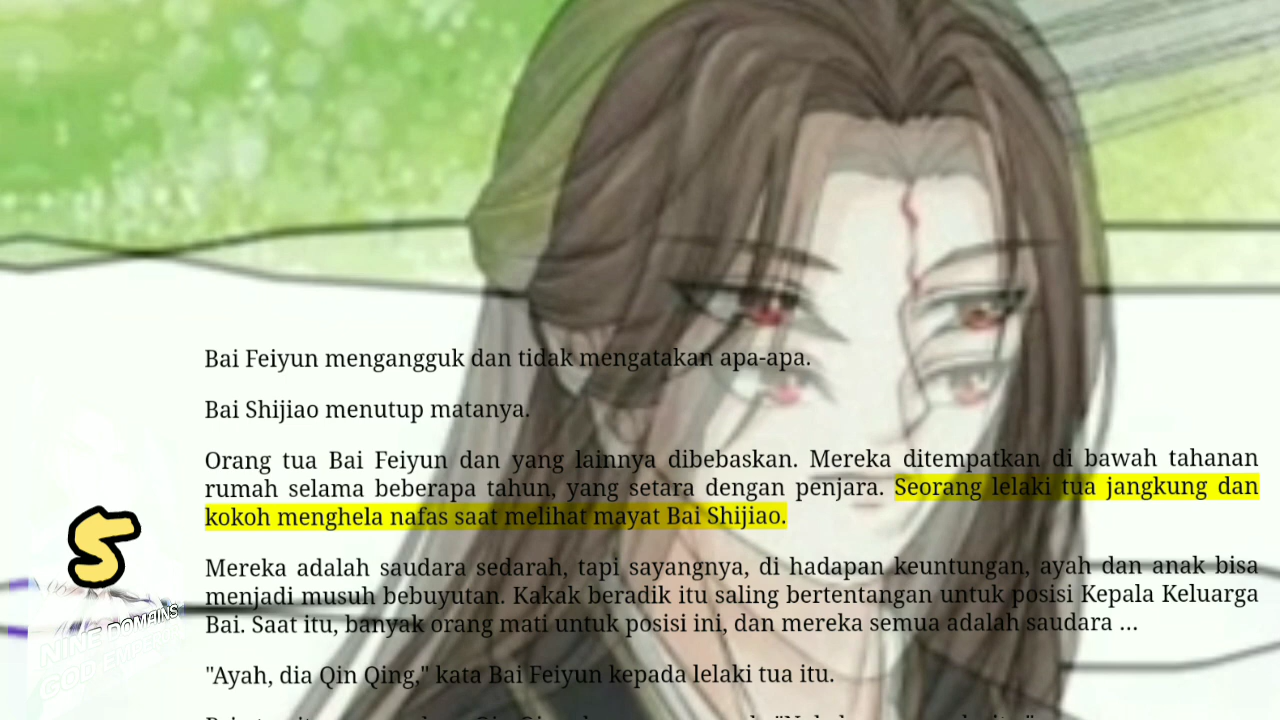 Bai Feiyun mengangguk dan tidak mengatakan apa-apa.
Bai Shijiao menutup matanya.
Orang tua Bai Feiyun dan yang lainnya dibebaskan. Mereka ditempatkan di bawah tahanan
rumah selama beberapa tahun, yang setara dengan penjara. Seorang lelaki tua jangkung dan
kokoh menghela nafas saat melihat mayat Bai Shijiao.
Mereka adalah saudara sedarah, tapi sayangnya, di hadapan keuntungan, ayah dan anak bisa
menjadi musuh bebuyutan. Kakak beradik itu saling bertentangan untuk posisi Kepala Keluarga
Bai. Saat itu, banyak orang mati untuk posisi ini, dan mereka semua adalah saudara ...
"Ayah, dia Qin Qing," kata Bai Feiyun kepada lelaki tua itu.
S
NINE DOMAINS
GOD EMPEROR